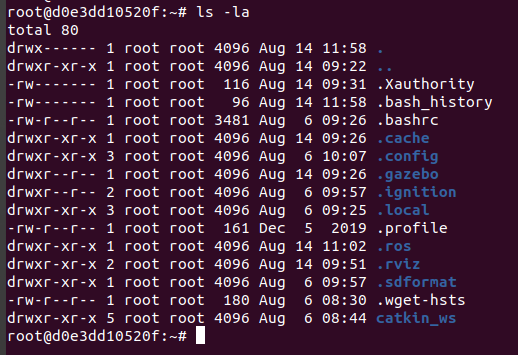 root@d0e3dd10520f:~# ls -la
total 80
drwx------ 1 root root 4096 Aug 14 11:58 .
drwxr-xr-x 1 root root 4096 Aug 14 09:22 ..
-rw------- 1 root root  116 Aug 14 09:31 .Xauthority
-rw------- 1 root root   96 Aug 14 11:58 .bash_history
-rw-r--r-- 1 root root 3481 Aug  6 09:26 .bashrc
drwxr-xr-x 1 root root 4096 Aug 14 09:26 .cache
drwxr-xr-x 3 root root 4096 Aug  6 10:07 .config
drwxr--r-- 1 root root 4096 Aug 14 09:26 .gazebo
drwxr-xr-- 2 root root 4096 Aug  6 09:57 .ignition
drwxr-xr-x 3 root root 4096 Aug  6 09:25 .local
-rw-r--r-- 1 root root  161 Dec  5  2019 .profile
drwxr-xr-x 1 root root 4096 Aug 14 11:02 .ros
drwxr-xr-x 2 root root 4096 Aug 14 09:51 .rviz
drwxr-xr-x 1 root root 4096 Aug  6 09:57 .sdformat
-rw-r--r-- 1 root root  180 Aug  6 08:30 .wget-hsts
drwxr-xr-x 5 root root 4096 Aug  6 08:44 catkin_ws
root@d0e3dd10520f:~#